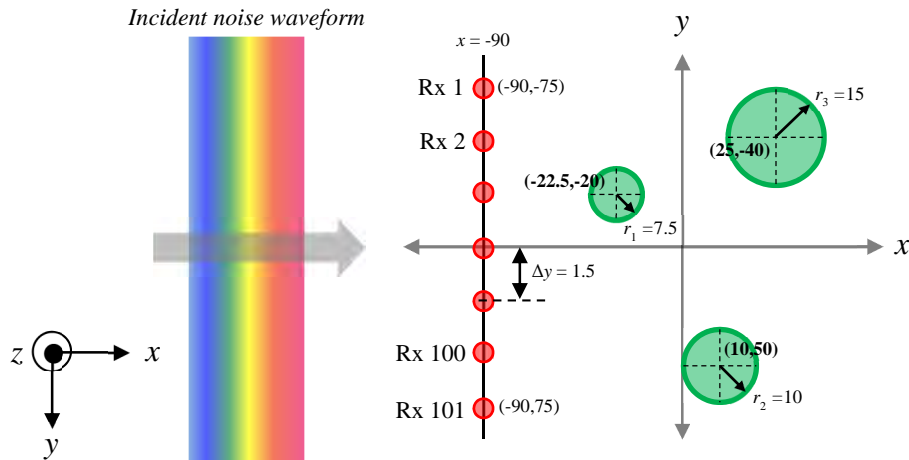 Incident noise waveform
y
x = -90
Rx 1
(-90,-75)
r3 =15
Rx 2
(25,-40)
(-22.5,-20)
r1 =7.5
x
Δy = 1.5
z
x
y
Rx 100
(10,50)
Rx 101
(-90,75)
r2 =10